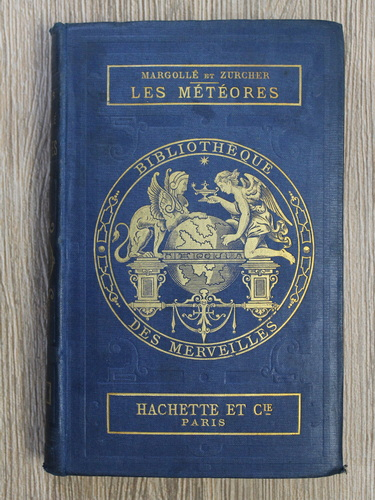 MARGOLLÉ ET ZURCHER
LES MÉTÉORES
BIBLIOTHÈQUE
DES MERVEILLES
HACHETTE ET CIE
PARIS